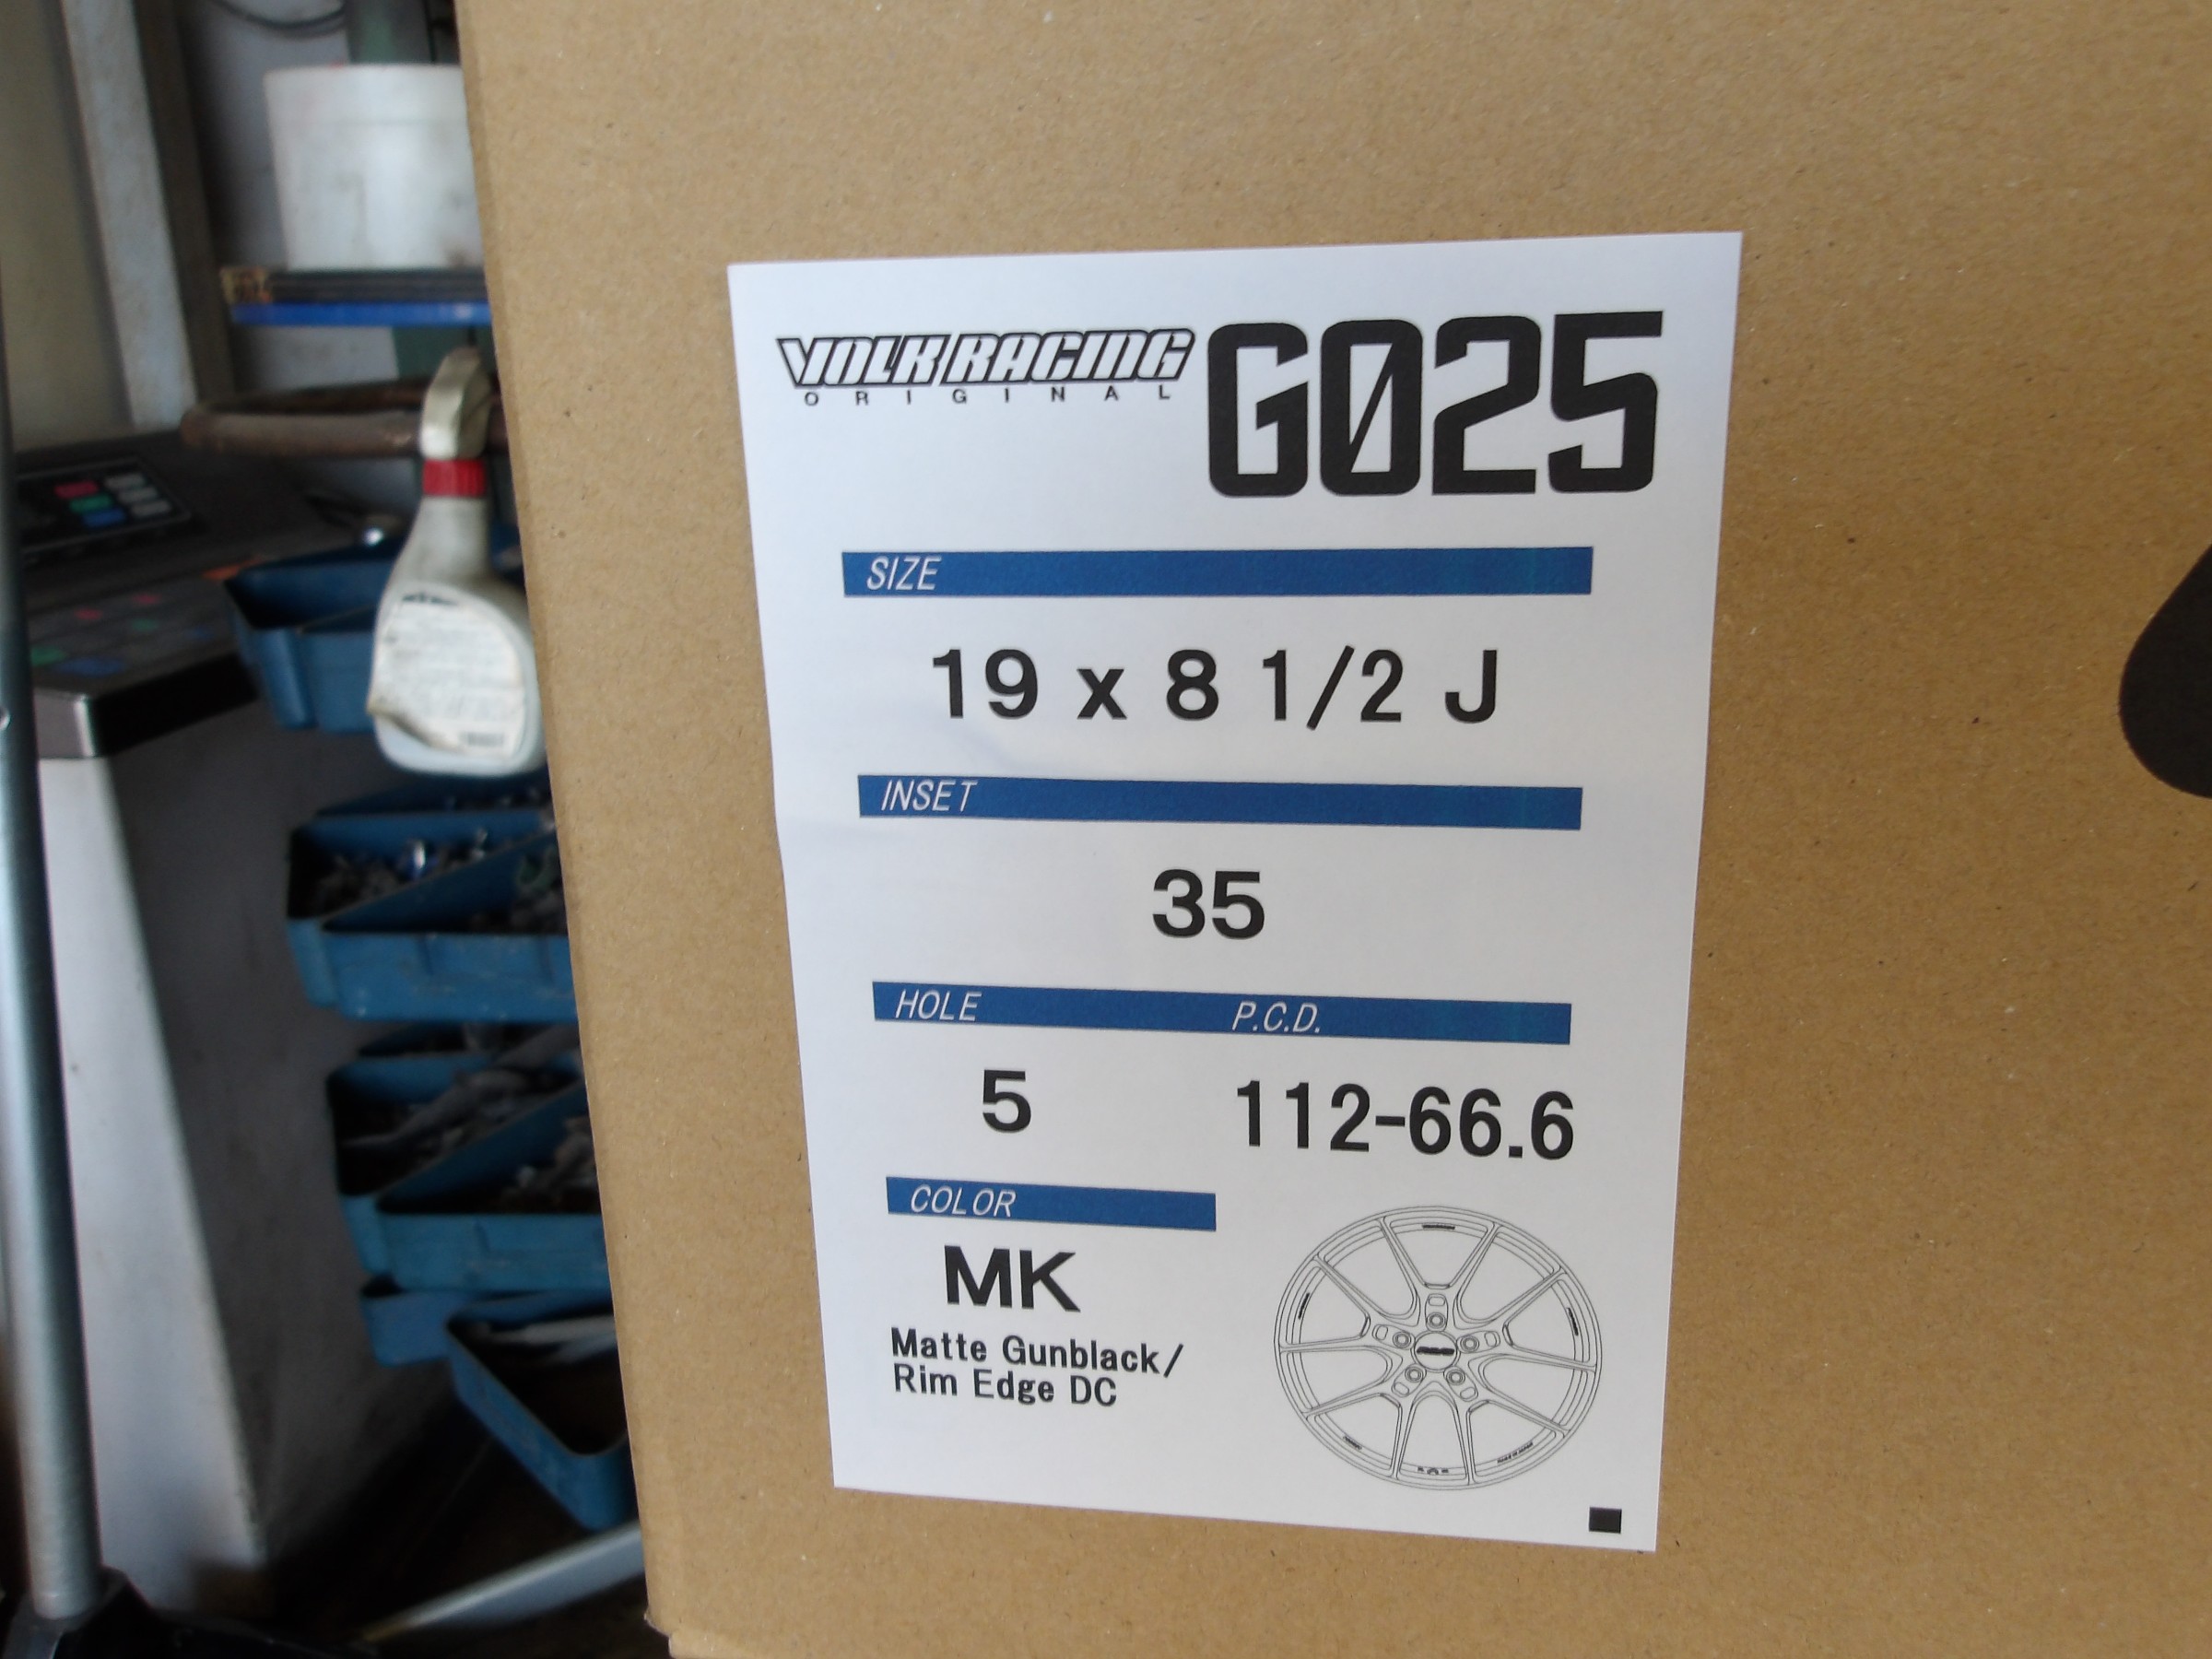 VOLK RACING G025
ORIGINAL
SIZE
19 x 8 1/2 J
INSET
35
HOLE P.C.D.
5 112-66.6
COLOR
MK
Matte Gunblack/
Rim Edge DC